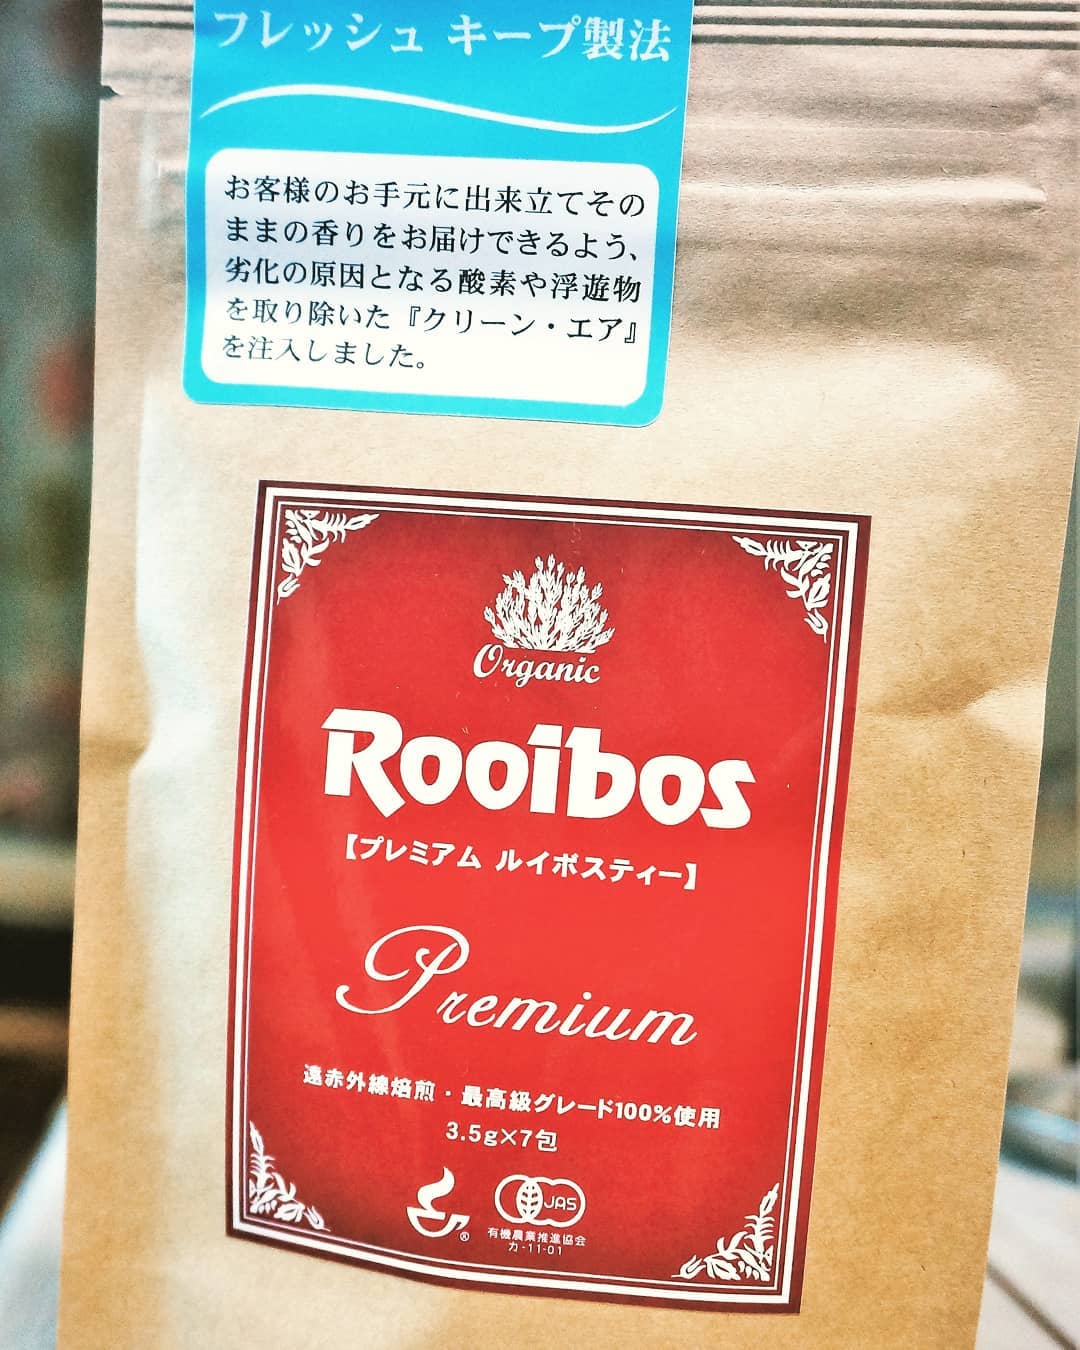 フレッシュ キープ製法
お客様のお手元に出来立てその
ままの香りをお届けできるよう、
劣化の原因となる酸素や浮遊物
を取り除いた『クリーン・エア』
を注入しました。
Organic
Rooibos
【プレミアム ルイボスティー】
Premium
遠赤外線焙煎・最高級グレード100%使用
3.5g×7包
®
JAS
有機農業推進協会
カ-11-01